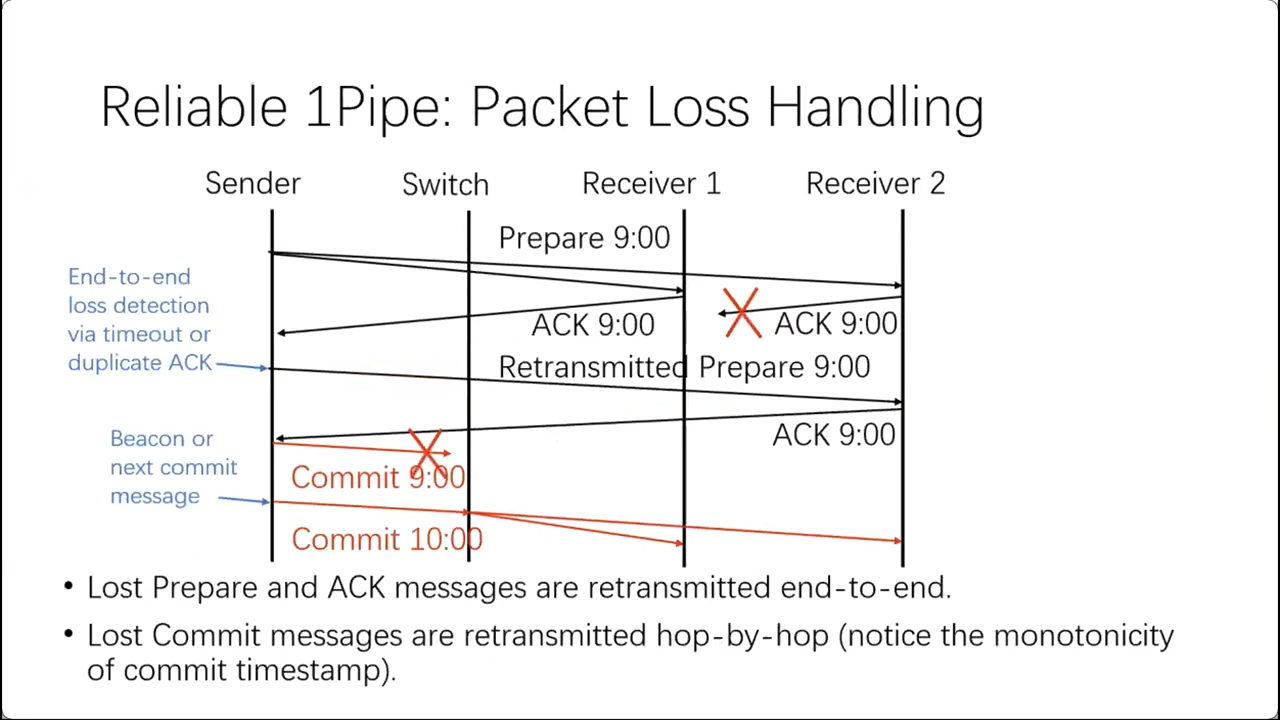 Reliable 1Pipe: Packet Loss Handling
Sender
Switch
Receiver 1
Receiver 2
Prepare 9:00
End-to-end
loss detection
via timeout or
duplicate ACK
ACK 9:00
ACK 9:00
Retransmitted Prepare 9:00
ACK 9:00
Beacon or
next commit
message
Commit 9:00
Commit 10:00
• Lost Prepare and ACK messages are retransmitted end-to-end.
• Lost Commit messages are retransmitted hop-by-hop (notice the monotonicity
of commit timestamp).